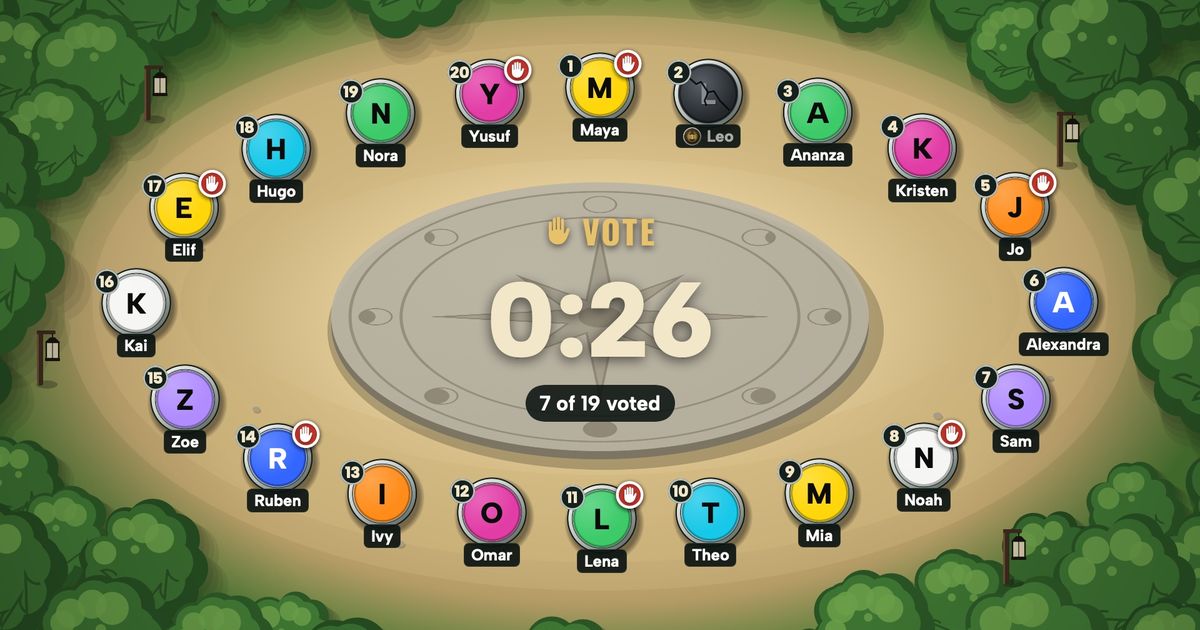 20 Y Yusuf
1 M Maya
2 Leo
19 N Nora
3 A Ananza
18 H Hugo
4 K Kristen
17 E Elif
5 J Jo
VOTE
16 K Kai
0:26
6 A Alexandra
15 Z Zoe
7 of 19 voted
7 S Sam
14 R Ruben
8 N Noah
13 I Ivy
12 O Omar
11 L Lena
10 T Theo
9 M Mia